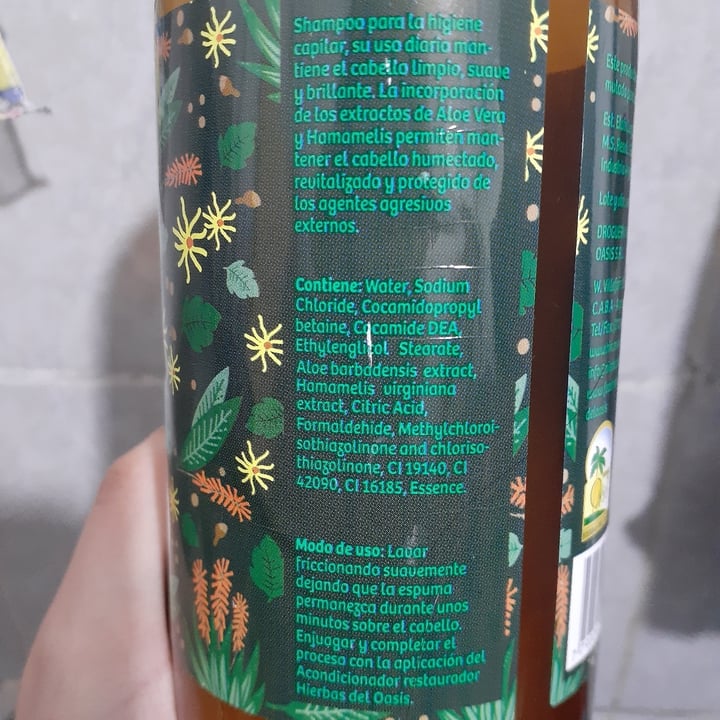 Shampoo para la higiene
capilar, su uso diario man-
tiene el cabello limpio, suave
y brillante. La incorporación
de los extractos de Aloe Vera
y Hamamelis permiten man-
tener el cabello humectado,
revitalizado y protegido de
los agentes agresivos
externos.
Contiene: Water, Sodium
Chloride, Cocamidopropyl
betaine, Cocamide DEA,
Ethylenglicol Stearate,
Aloe barbadensis extract,
Hamamelis virginiana
extract, Citric Acid,
Formaldehide, Methylchloroi-
sothiazolinone and chloriso-
thiazolinone, CI 19140, CI
42090, CI 16185, Essence.
Modo de uso: Lavar
friccionando suavemente
dejando que la espuma
permanezca durante unos
minutos sobre el cabello.
Enjuagar y completar el
procesa con la aplicación del
Acondicionador restaurador
Hierbas del Oasis.
Este
Est.
M.S.
Lote
OASIS
C.A.B.A